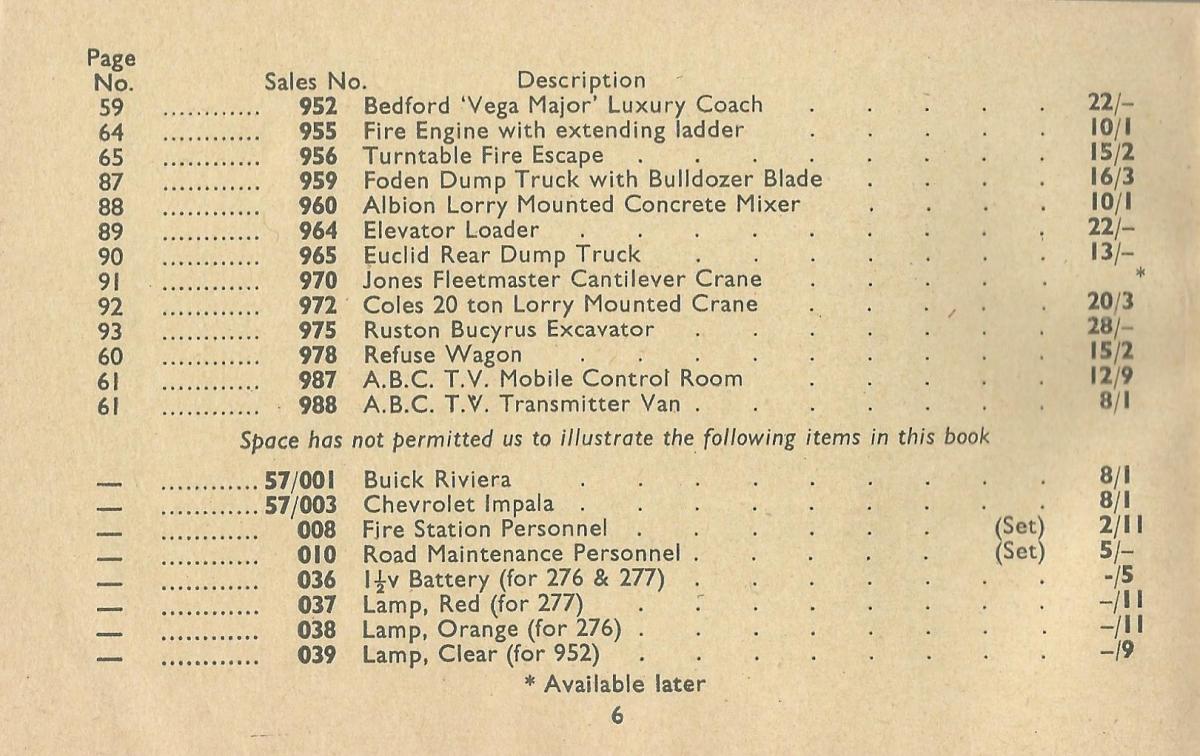 Page
No. Sales No. Description
59 ............ 952 Bedford ‘Vega Major’ Luxury Coach . . . . . 22/–
64 ............ 955 Fire Engine with extending ladder . . . . . 10/1
65 ............ 956 Turntable Fire Escape . . . . . . . . 15/2
87 ............ 959 Foden Dump Truck with Bulldozer Blade . . . . 16/3
88 ............ 960 Albion Lorry Mounted Concrete Mixer . . . . 10/1
89 ............ 964 Elevator Loader . . . . . . . . . 22/–
90 ............ 965 Euclid Rear Dump Truck . . . . . . . 13/–
91 ............ 970 Jones Fleetmaster Cantilever Crane . . . . . *
92 ............ 972 Coles 20 ton Lorry Mounted Crane . . . . . 20/3
93 ............ 975 Ruston Bucyrus Excavator . . . . . . . 28/–
60 ............ 978 Refuse Wagon . . . . . . . . . 15/2
61 ............ 987 A.B.C. T.V. Mobile Control Room . . . . . 12/9
61 ............ 988 A.B.C. T.V. Transmitter Van . . . . . . . 8/1
Space has not permitted us to illustrate the following items in this book
— ............ 57/001 Buick Riviera . . . . . . . . . 8/1
— ............ 57/003 Chevrolet Impala . . . . . . . . . 8/1
— ............ 008 Fire Station Personnel . . . . . . (Set) 2/11
— ............ 010 Road Maintenance Personnel . . . . . (Set) 5/–
— ............ 036 1½v Battery (for 276 & 277) . . . . . . . -/5
— ............ 037 Lamp, Red (for 277) . . . . . . . . –/11
— ............ 038 Lamp, Orange (for 276) . . . . . . . . –/11
— ............ 039 Lamp, Clear (for 952) . . . . . . . . –/9
* Available later
6